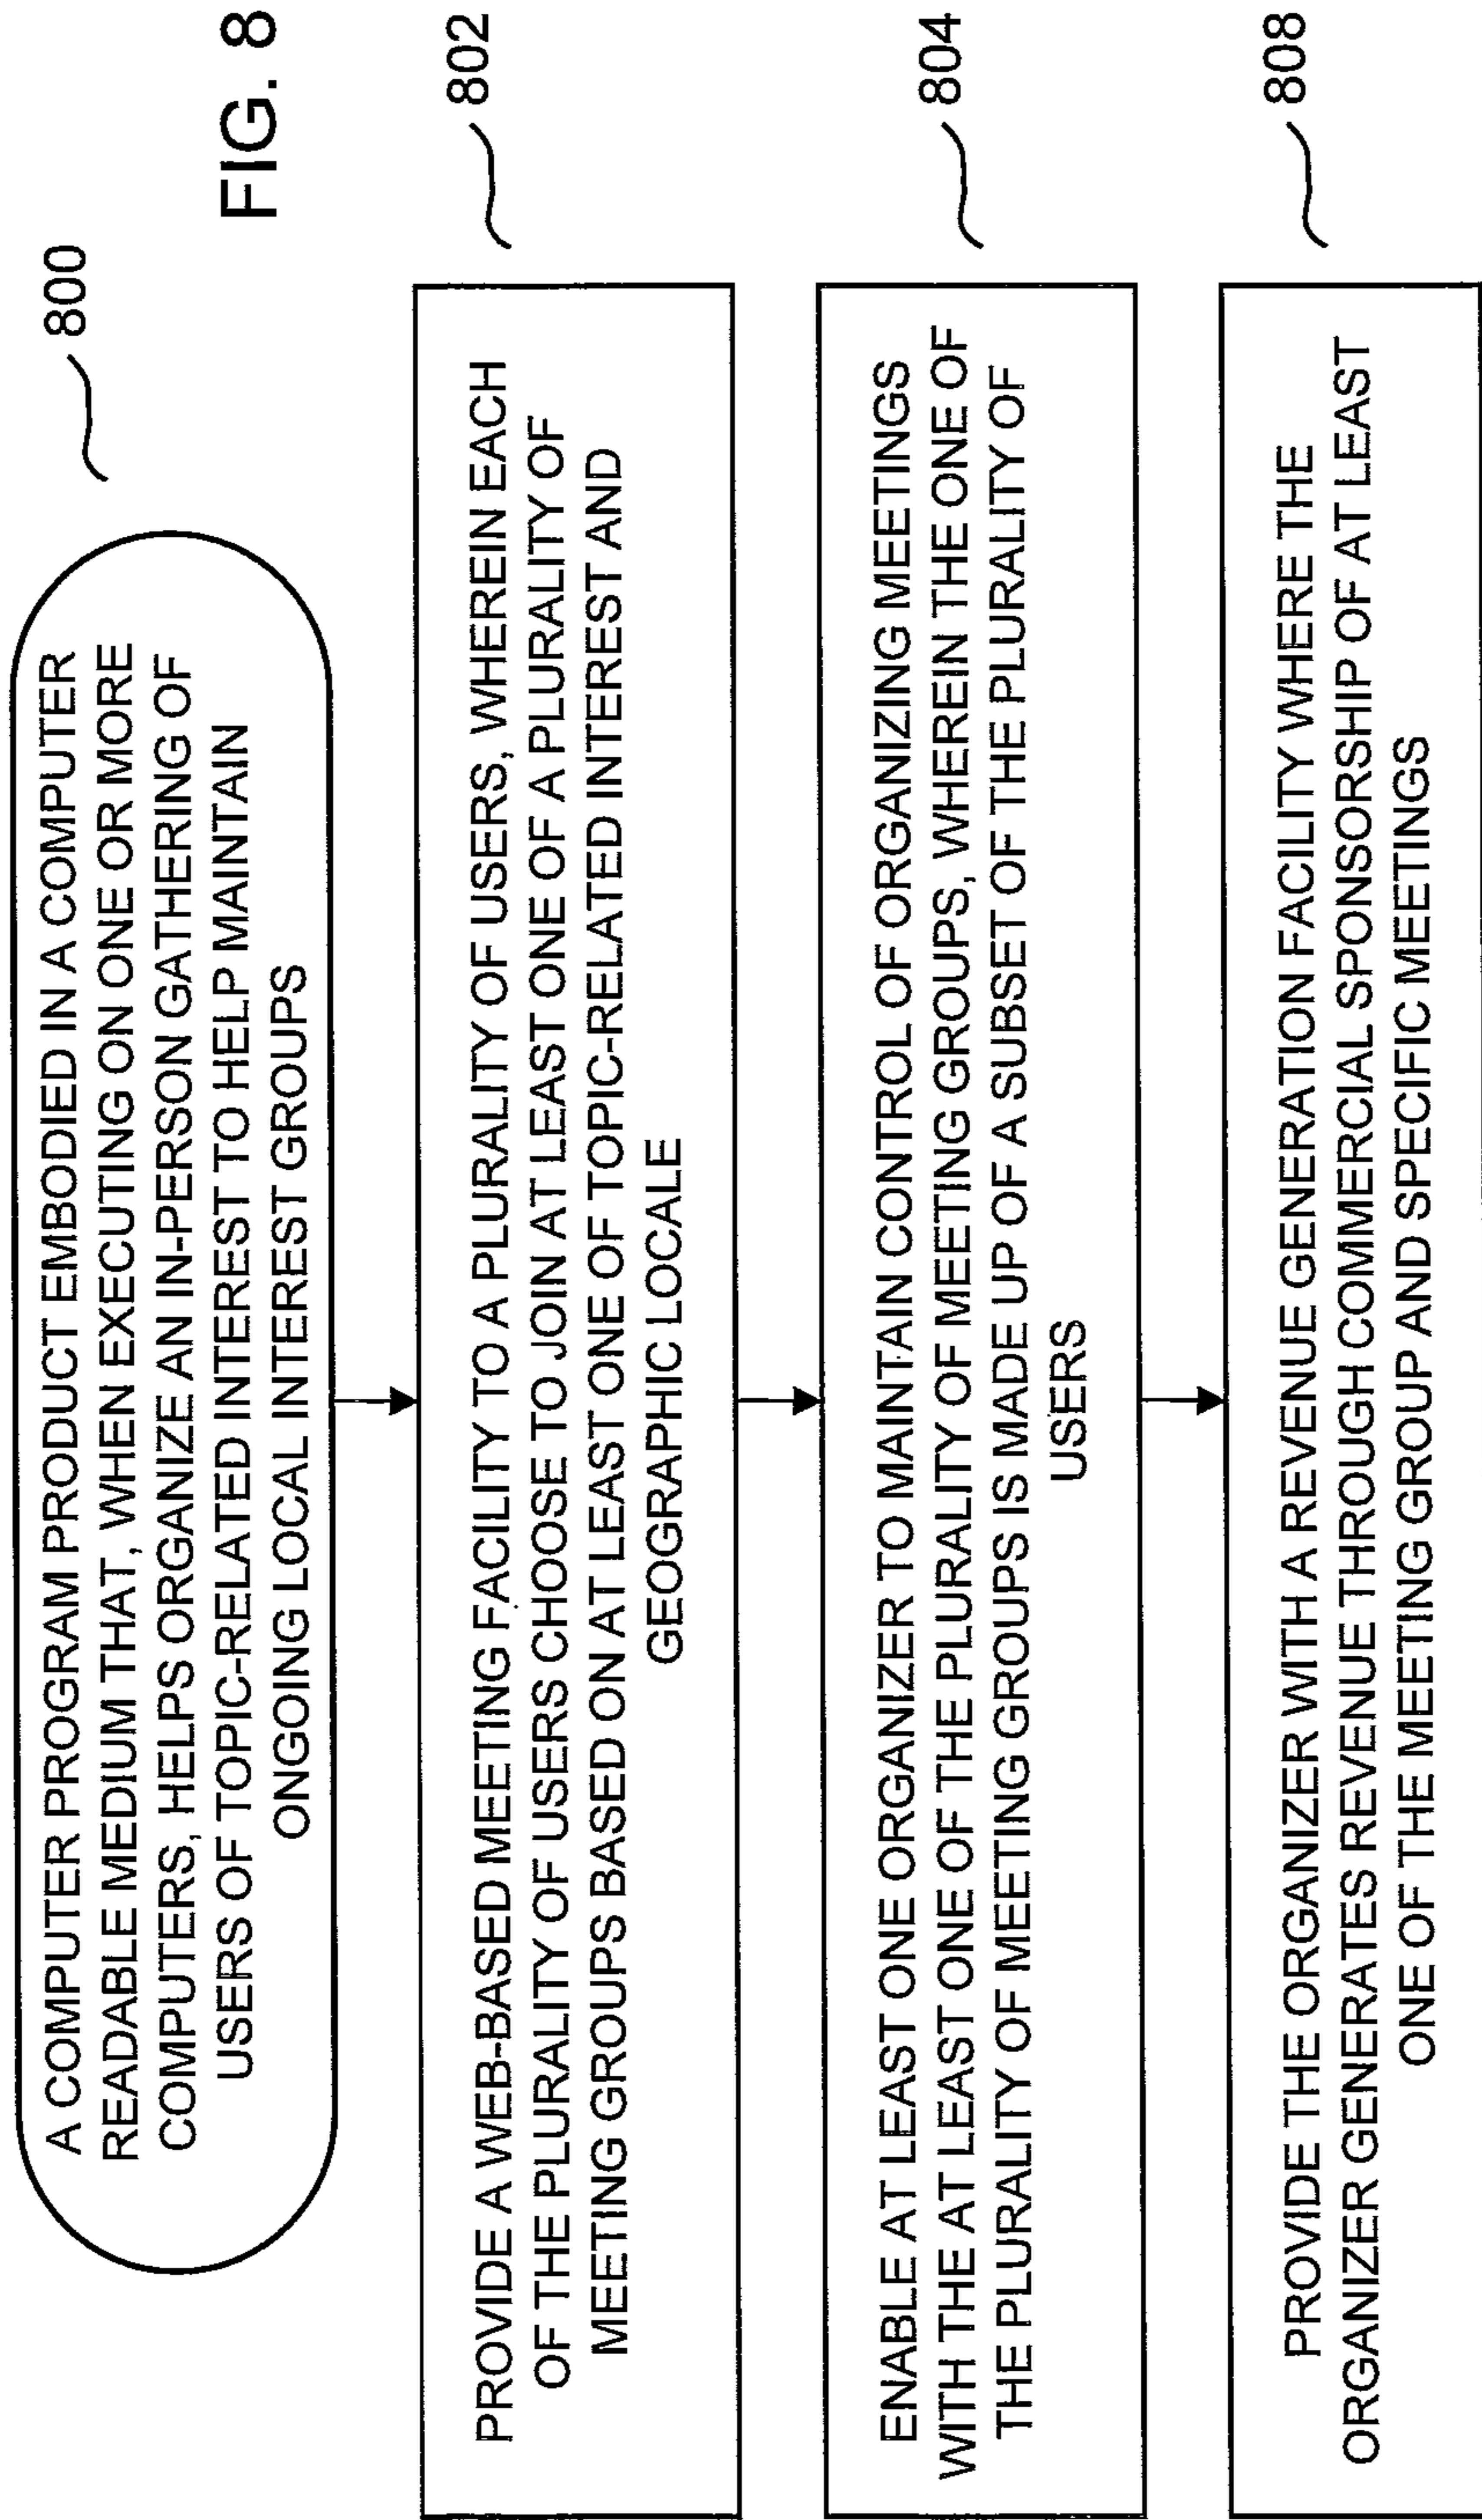 FIG. 8
800
A COMPUTER PROGRAM PRODUCT EMBODIED IN A COMPUTER
READABLE MEDIUM THAT, WHEN EXECUTING ON ONE OR MORE
COMPUTERS, HELPS ORGANIZE AN IN-PERSON GATHERING OF
USERS OF TOPIC-RELATED INTEREST TO HELP MAINTAIN
ONGOING LOCAL INTEREST GROUPS
802
PROVIDE A WEB-BASED MEETING FACILITY TO A PLURALITY OF USERS, WHEREIN EACH
OF THE PLURALITY OF USERS CHOOSE TO JOIN AT LEAST ONE OF A PLURALITY OF
MEETING GROUPS BASED ON AT LEAST ONE OF TOPIC-RELATED INTEREST AND
GEOGRAPHIC LOCALE
804
ENABLE AT LEAST ONE ORGANIZER TO MAINTAIN CONTROL OF ORGANIZING MEETINGS
WITH THE AT LEAST ONE OF THE PLURALITY OF MEETING GROUPS, WHEREIN THE ONE OF
THE PLURALITY OF MEETING GROUPS IS MADE UP OF A SUBSET OF THE PLURALITY OF
USERS
808
PROVIDE THE ORGANIZER WITH A REVENUE GENERATION FACILITY WHERE THE
ORGANIZER GENERATES REVENUE THROUGH COMMERCIAL SPONSORSHIP OF AT LEAST
ONE OF THE MEETING GROUP AND SPECIFIC MEETINGS